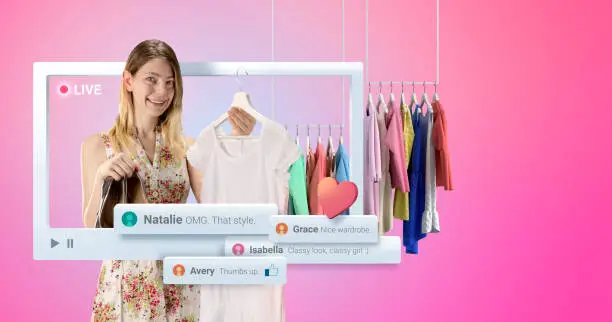 LIVE
Natalie OMG. That style.
Grace Nice wardrobe.
Isabella Classy look, classy girl :)
Avery Thumbs up.